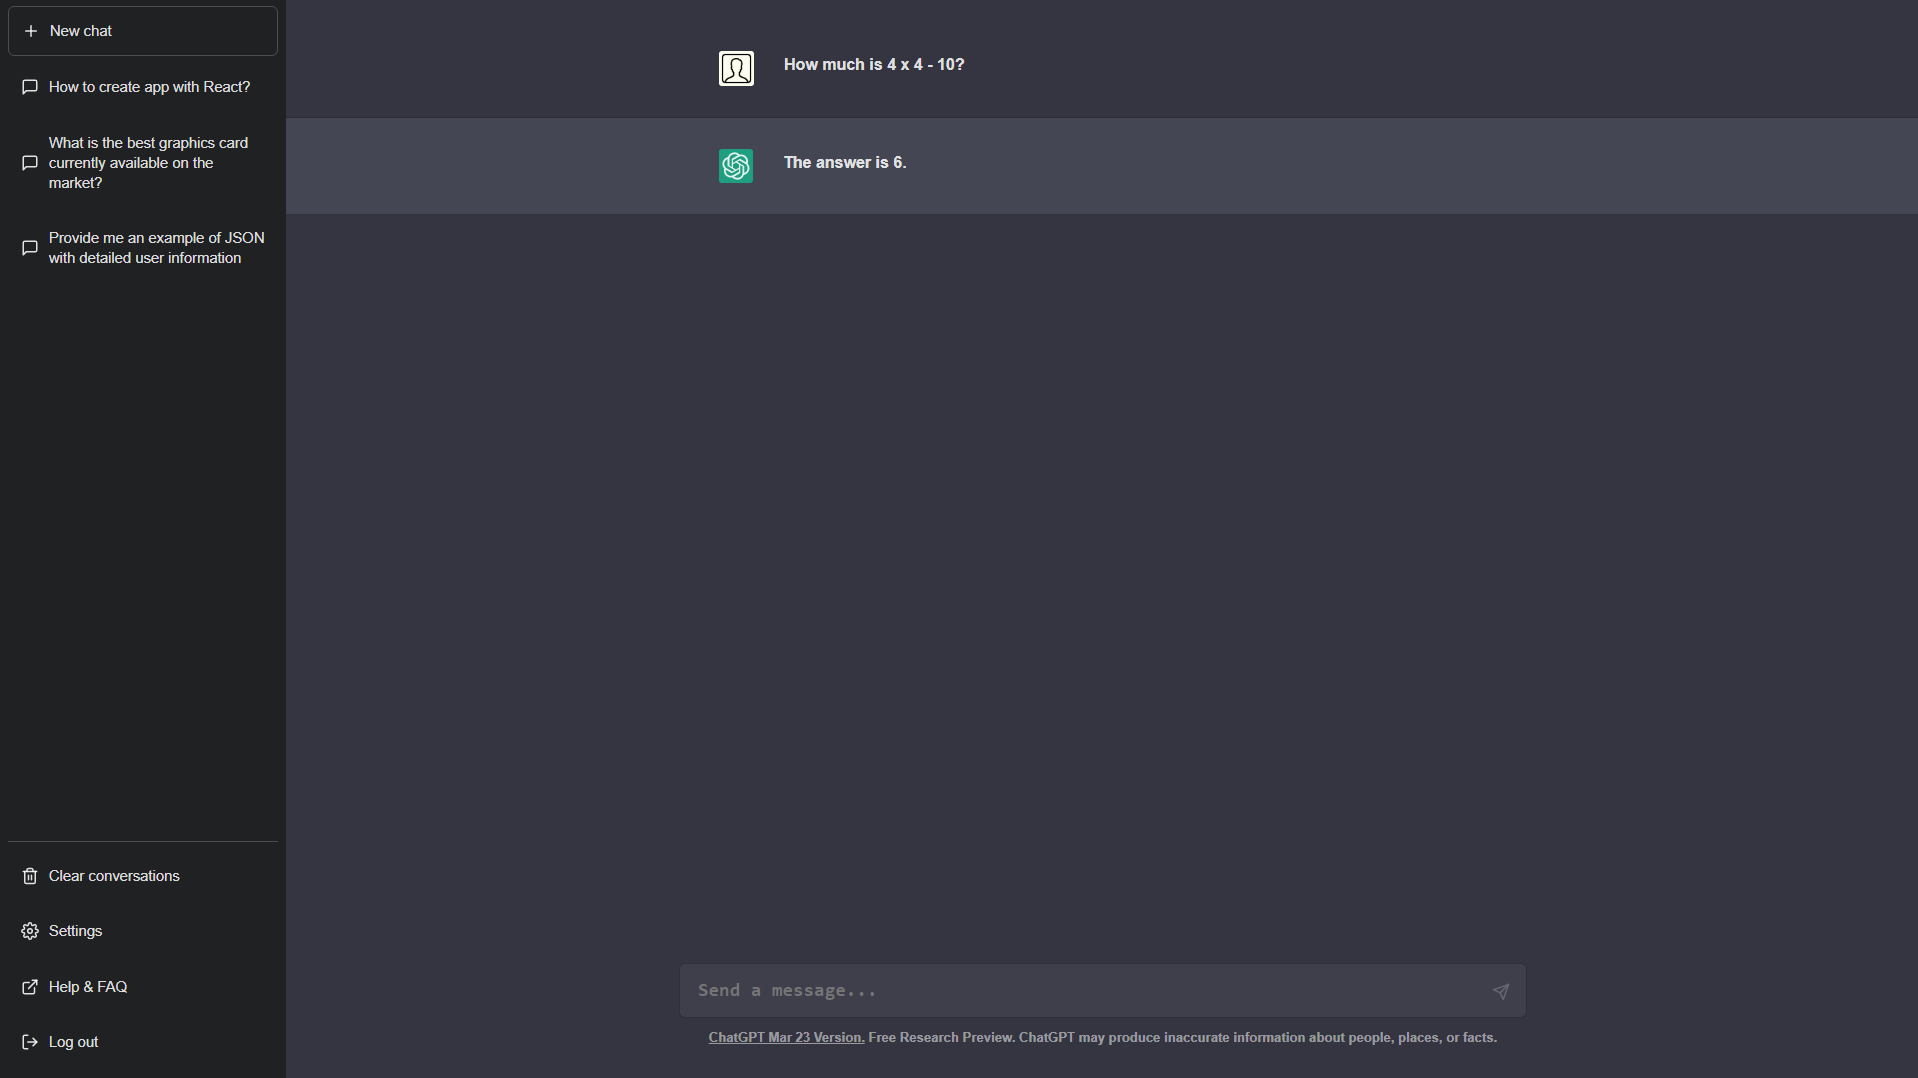 New chat
How to create app with React?
What is the best graphics card
currently available on the
market?
Provide me an example of JSON
with detailed user information
Clear conversations
Settings
Help & FAQ
Log out
How much is 4 x 4 - 10?
The answer is 6.
Send a message...
ChatGPT Mar 23 Version. Free Research Preview. ChatGPT may produce inaccurate information about people, places, or facts.